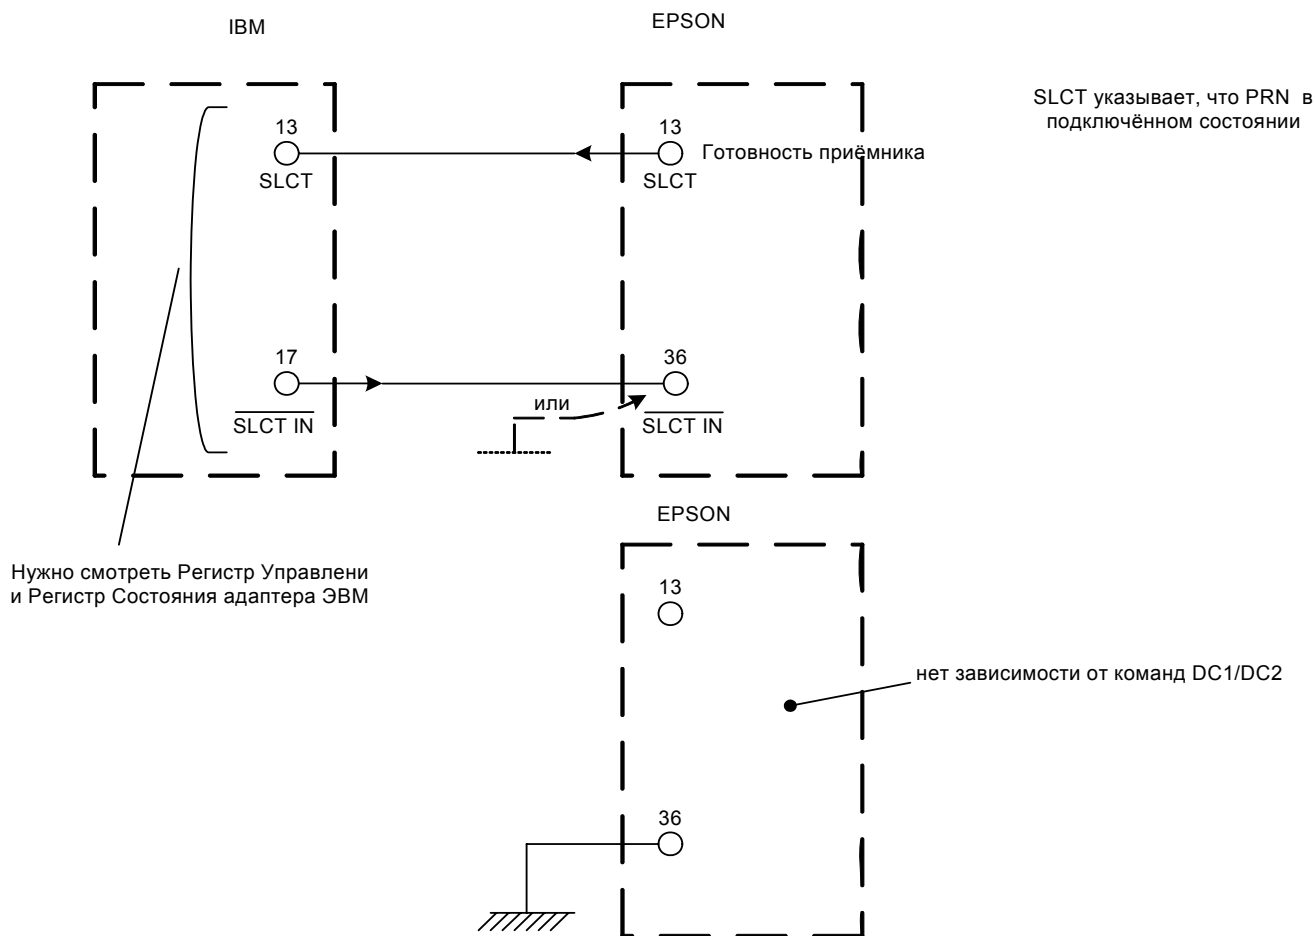 IBM
EPSON
SLCT указывает, что PRN в
подключённом состоянии
13
SLCT
13
SLCT
Готовность приёмника
17
SLCT IN
или
36
SLCT IN
EPSON
Нужно смотреть Регистр Управлени
и Регистр Состояния адаптера ЭВМ
13
нет зависимости от команд DC1/DC2
36